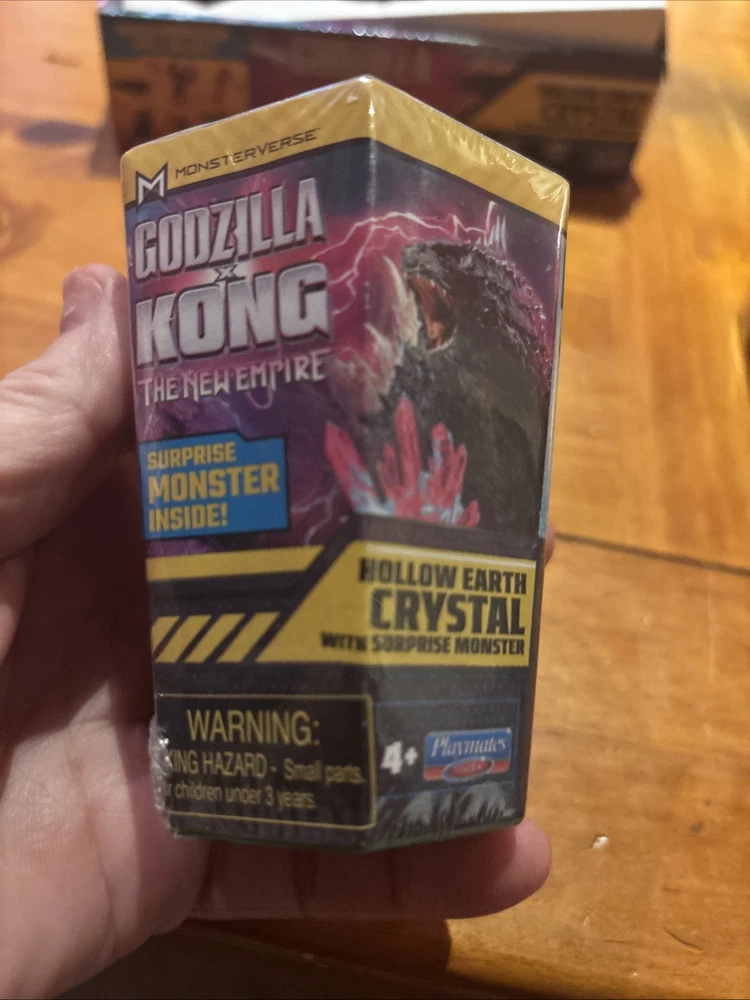 MONSTERVERSE
GODZILLA
X
KONG
THE NEW EMPIRE
SURPRISE
MONSTER
INSIDE!
HOLLOW EARTH
CRYSTAL
WITH SURPRISE MONSTER
WARNING:
KING HAZARD - Small parts.
r children under 3 years.
4+
Playmates
CRYSTAL